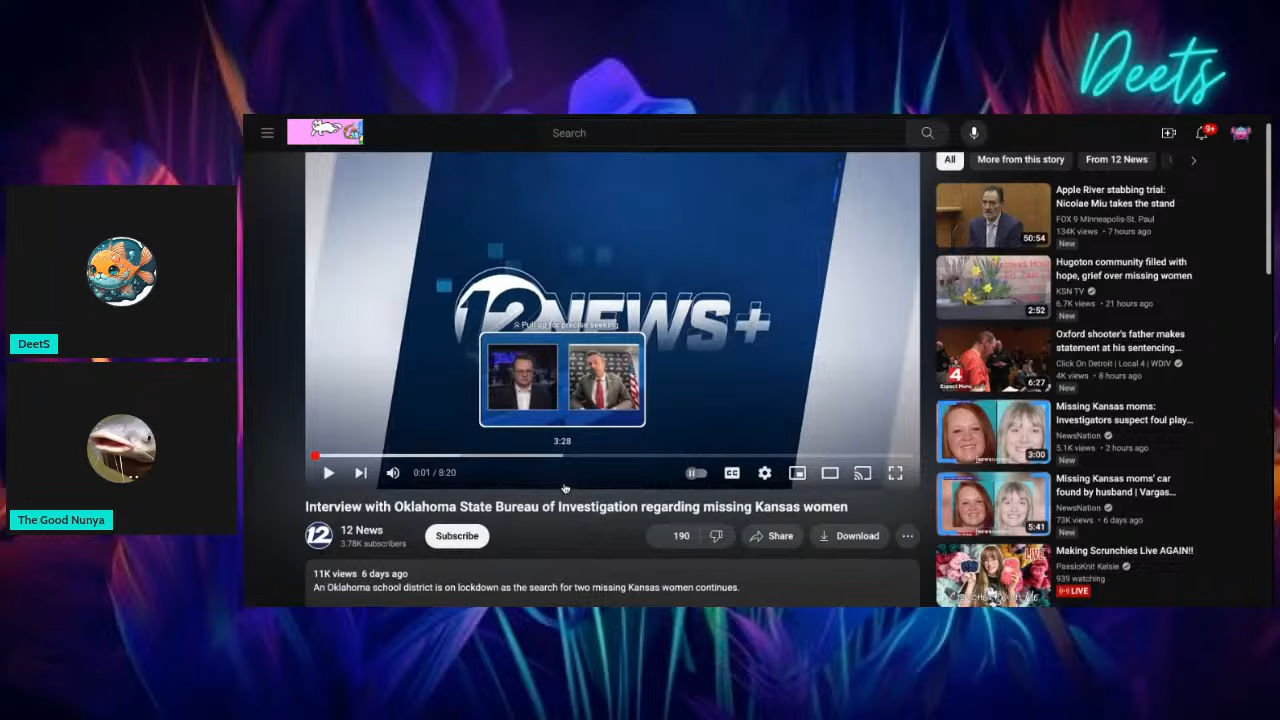 Deets
Search
9+
All
More from this story
From 12 News
12 NEWS+
Pull up for precise seeking
3:28
0:01 / 8:20
CC
Interview with Oklahoma State Bureau of Investigation regarding missing Kansas women
12
12 News
3.78K subscribers
Subscribe
190
Share
Download
11K views 6 days ago
An Oklahoma school district is on lockdown as the search for two missing Kansas women continues.
Apple River stabbing trial:
Nicolae Miu takes the stand
FOX 9 Minneapolis-St. Paul
134K views • 7 hours ago
New
50:54
Hugoton community filled with
hope, grief over missing women
KSN TV
6.7K views • 21 hours ago
New
2:52
Oxford shooter's father makes
statement at his sentencing...
Click On Detroit | Local 4 | WDIV
4K views • 8 hours ago
New
4
6:27
Missing Kansas moms:
Investigators suspect foul play...
NewsNation
2.1K views • 2 hours ago
New
3:00
Missing Kansas moms' car
found by husband | Vargas...
NewsNation
73K views • 6 days ago
New
5:41
Making Scrunchies Live AGAIN!!
PassioKnit Kelsie
939 watching
LIVE
DeetS
The Good Nunya